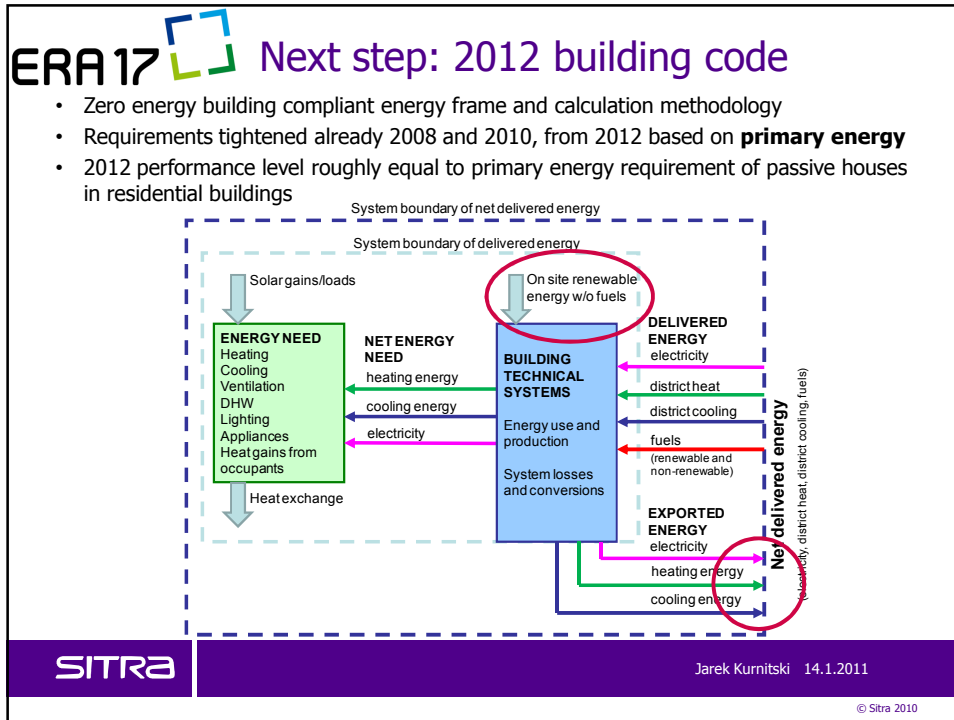 ERA 17
Next step: 2012 building code
• Zero energy building compliant energy frame and calculation methodology
• Requirements tightened already 2008 and 2010, from 2012 based on primary energy
• 2012 performance level roughly equal to primary energy requirement of passive houses
in residential buildings
System boundary of net delivered energy
System boundary of delivered energy
Solar gains/loads
On site renewable
energy w/o fuels
ENERGY NEED
Heating
Cooling
Ventilation
DHW
Lighting
Appliances
Heat gains from
occupants
Heat exchange
NET ENERGY
NEED
heating energy
cooling energy
electricity
BUILDING
TECHNICAL
SYSTEMS
Energy use and
production
System losses
and conversions
DELIVERED
ENERGY
electricity
district heat
district cooling
fuels
(renewable and
non-renewable)
EXPORTED
ENERGY
electricity
heating energy
cooling energy
Net delivered energy
(electricity, district heat, district cooling, fuels)
SITRA
Jarek Kurnitski 14.1.2011
© Sitra 2010